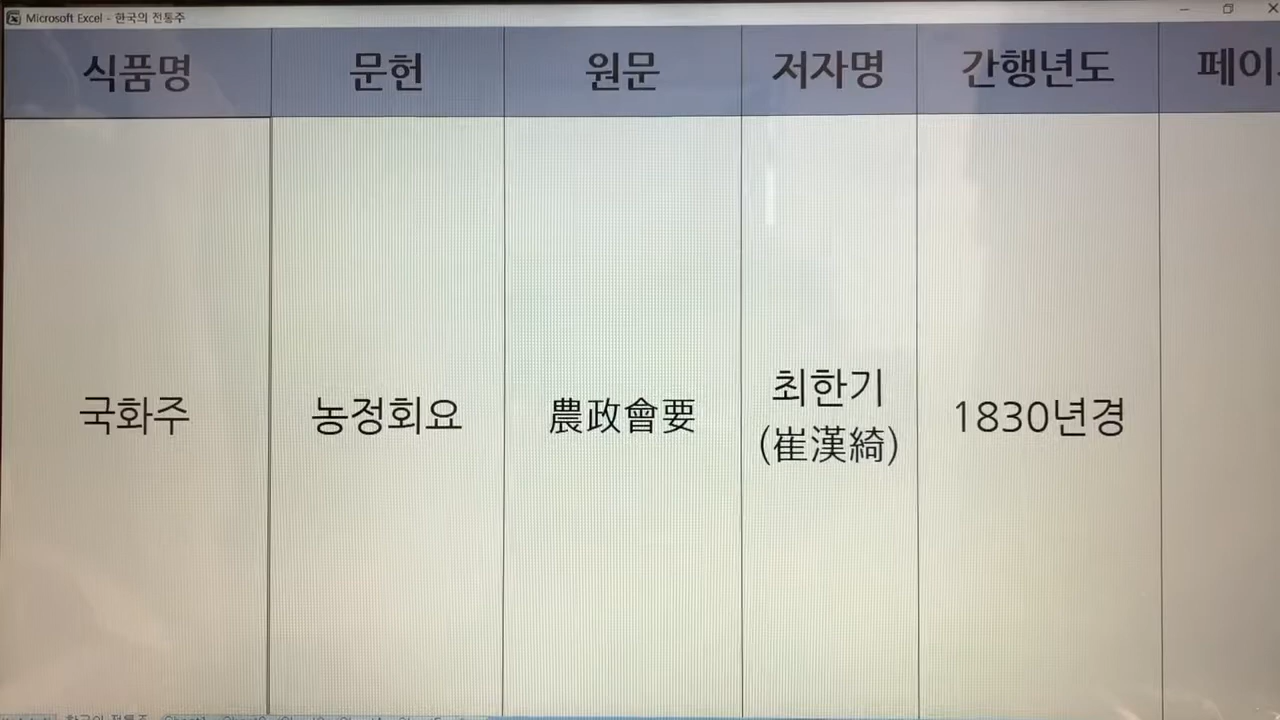 Microsoft Excel - 한국의 전통주
식품명 문헌 원문 저자명 간행년도 페이
국화주 농정회요 農政會要 최한기 1830년경
(崔漢綺)